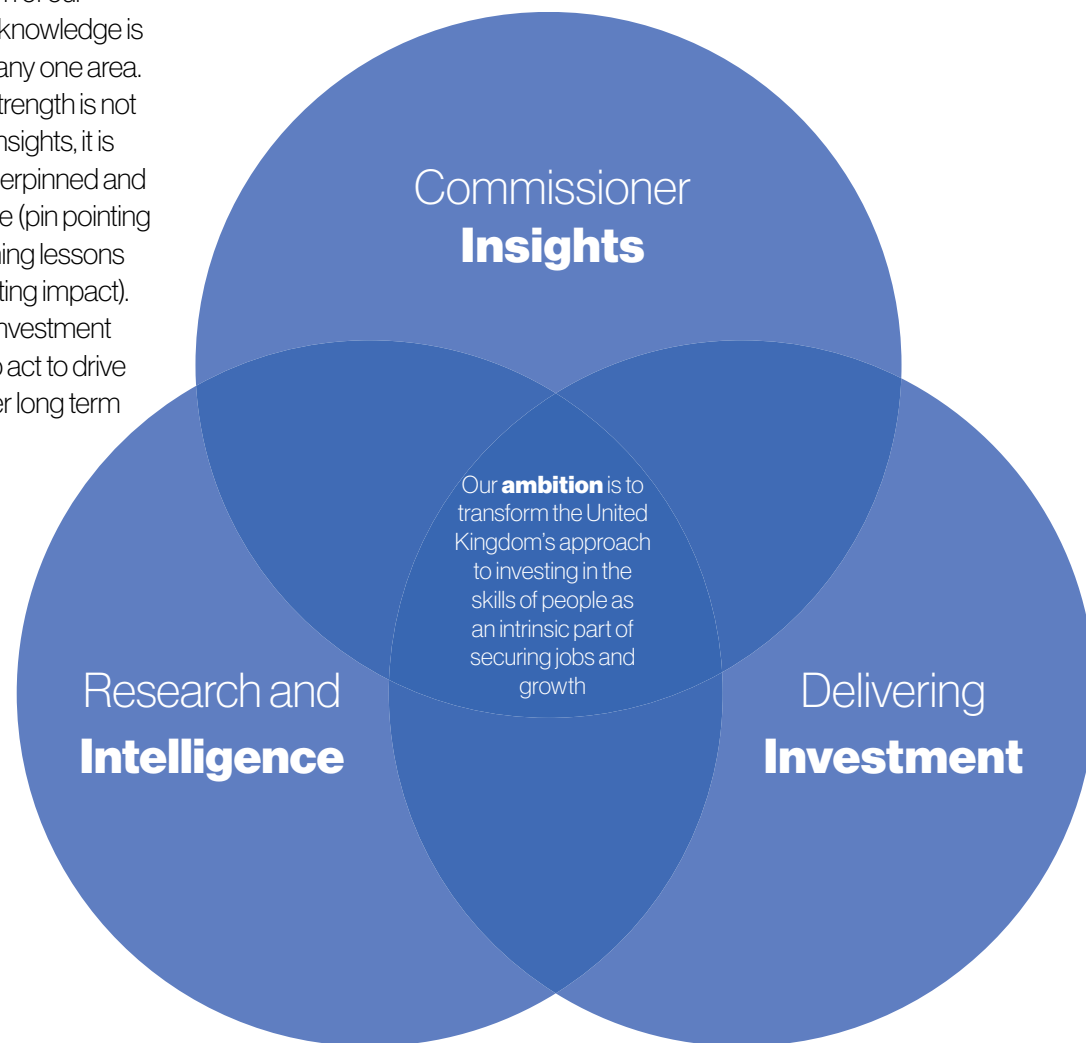 knowledge is
any one area.
trength is not
nsights, it is
erpinned and
e (pin pointing
ing lessons
ting impact).
nvestment
act to drive
er long term
Commissioner
Insights
Our ambition is to
transform the United
Kingdom’s approach
to investing in the
skills of people as
an intrinsic part of
securing jobs and
growth
Research and
Intelligence
Delivering
Investment